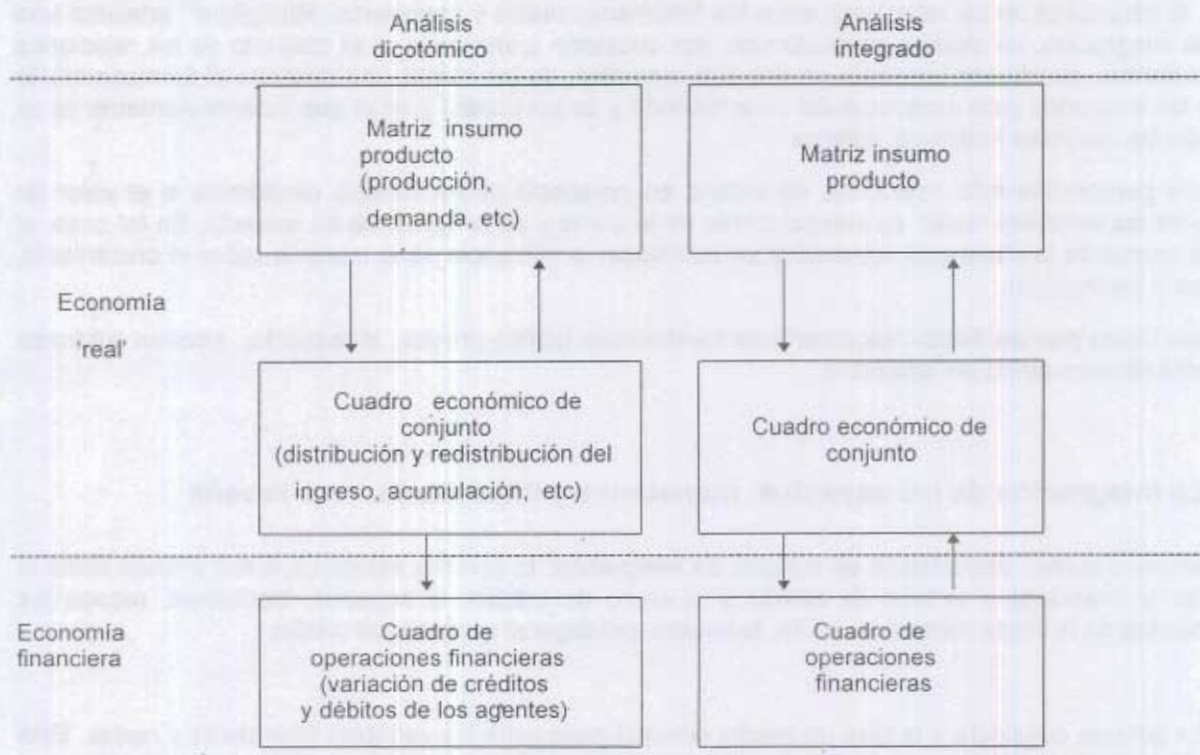 Análisis
dicotónico
Análisis
integrado
Matriz insumo
producto
(producción,
demanda, etc)
Matriz insumo
producto
Economía
'real'
Cuadro económico de
conjunto
(distribución y redistribución del
ingreso, acumulación, etc)
Cuadro económico de
conjunto
Economía
financiera
Cuadro de
operaciones financieras
(variación de créditos
y débitos de los agentes)
Cuadro de
operaciones
financieras